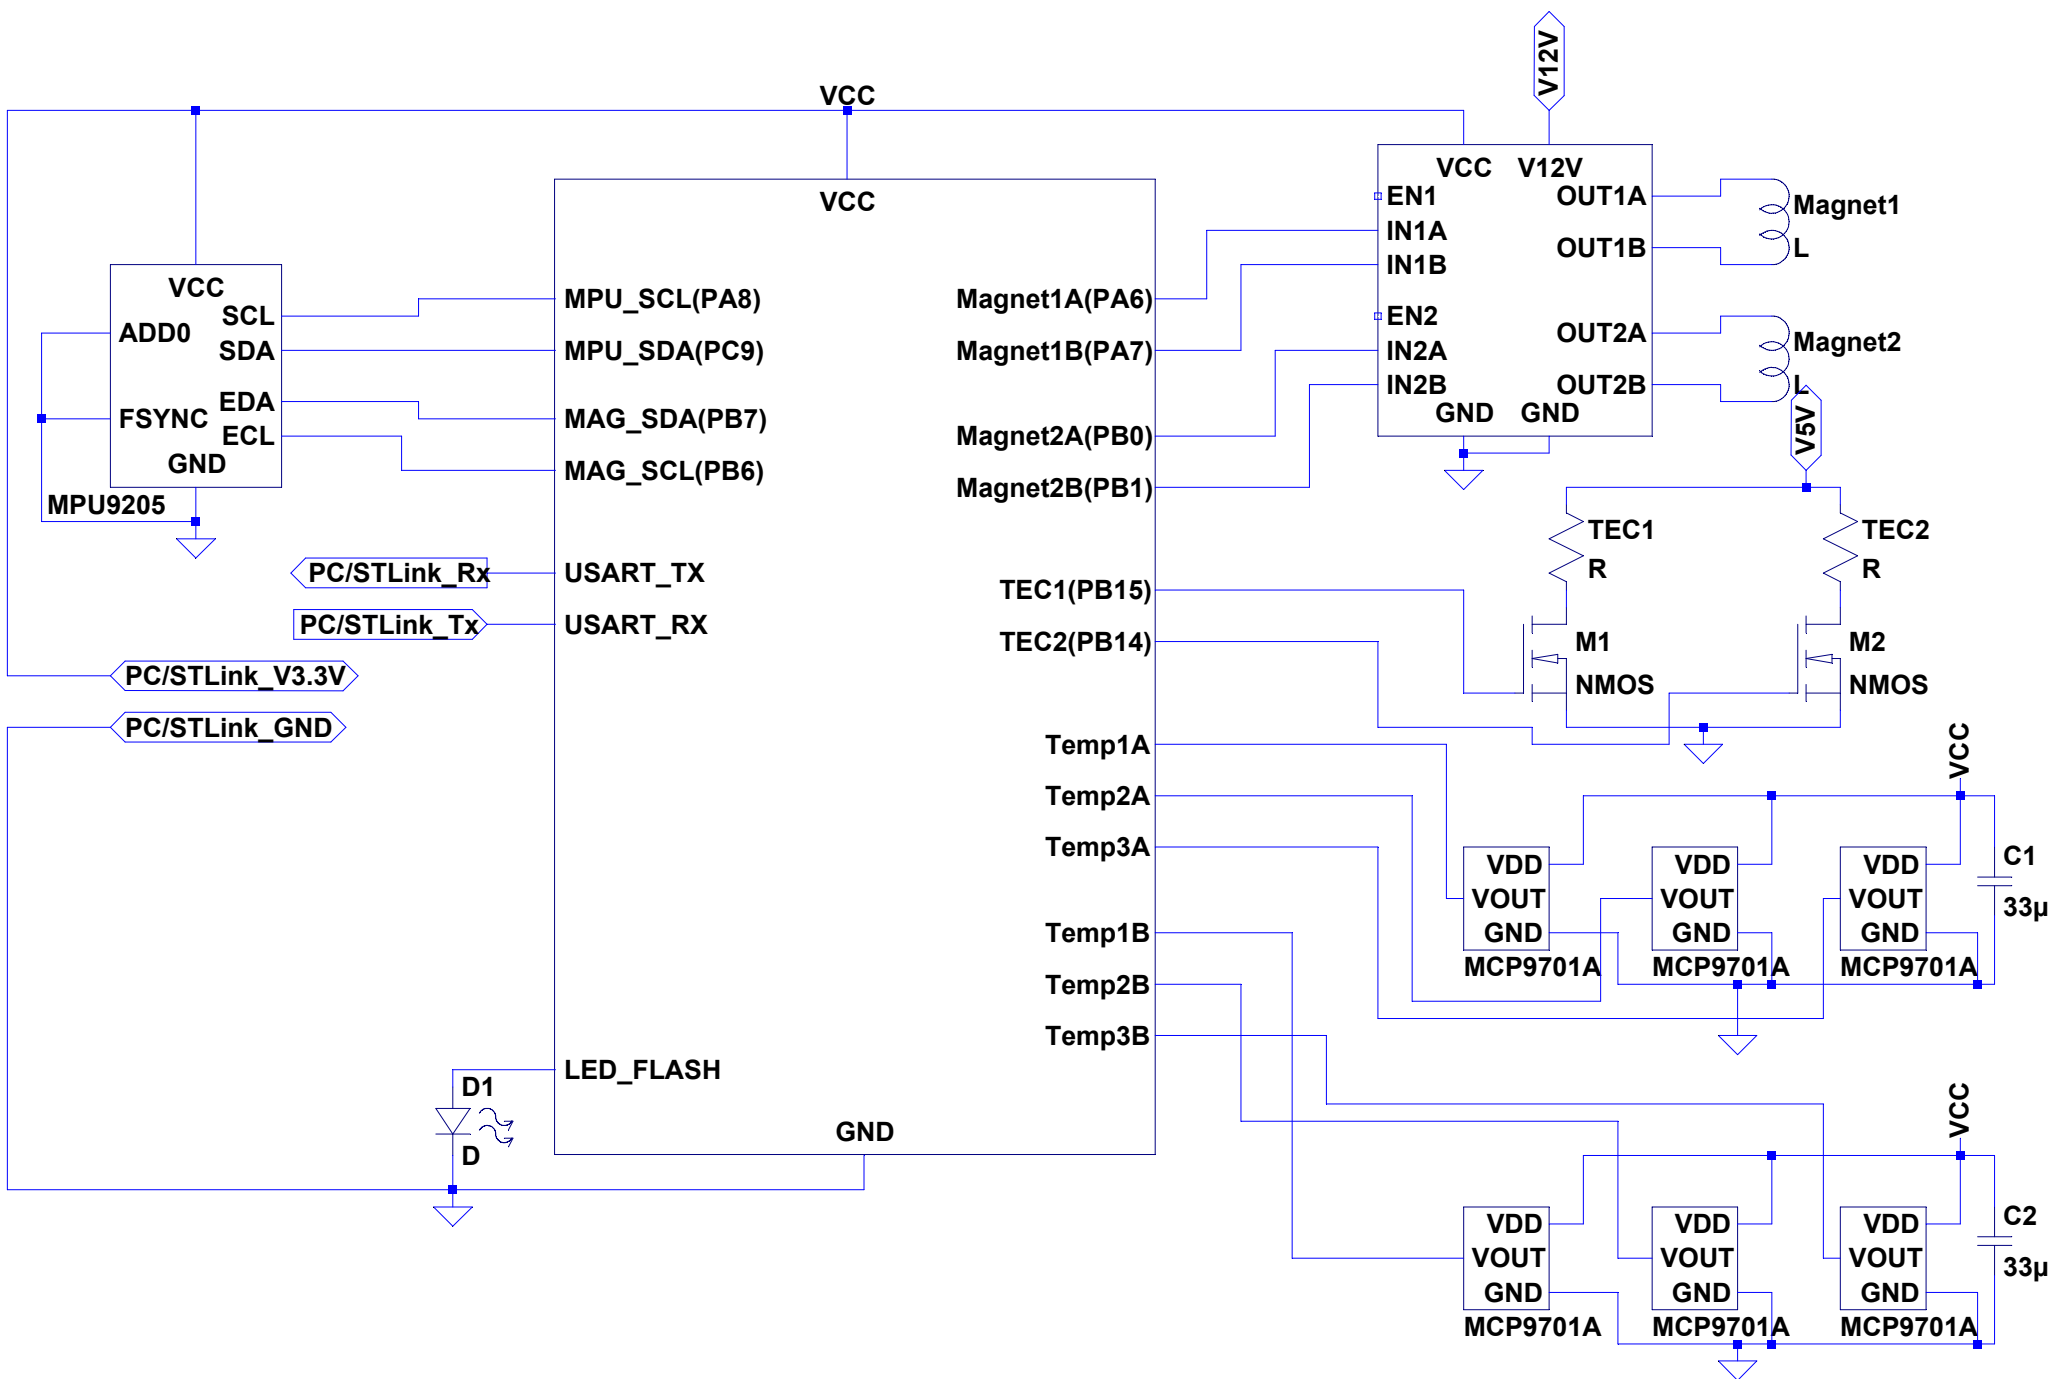 V12V
VCC
VCC
VCC V12V
EN1
IN1A
IN1B
EN2
IN2A
IN2B
GND GND
OUT1A
OUT1B
OUT2A
OUT2B
Magnet1
L
Magnet2
L
VCC
ADD0
FSYNC
SCL
SDA
EDA
ECL
GND
MPU9205
MPU_SCL(PA8)
MPU_SDA(PC9)
MAG_SDA(PB7)
MAG_SCL(PB6)
USART_TX
USART_RX
LED_FLASH
GND
Magnet1A(PA6)
Magnet1B(PA7)
Magnet2A(PB0)
Magnet2B(PB1)
TEC1(PB15)
TEC2(PB14)
Temp1A
Temp2A
Temp3A
Temp1B
Temp2B
Temp3B
PC/STLink_Rx
PC/STLink_Tx
PC/STLink_V3.3V
PC/STLink_GND
D1
D
V5V
TEC1
R
TEC2
R
M1
NMOS
M2
NMOS
VCC
VDD
VOUT
GND
MCP9701A
VDD
VOUT
GND
MCP9701A
VDD
VOUT
GND
MCP9701A
C1
33µ
VCC
VDD
VOUT
GND
MCP9701A
VDD
VOUT
GND
MCP9701A
VDD
VOUT
GND
MCP9701A
C2
33µ